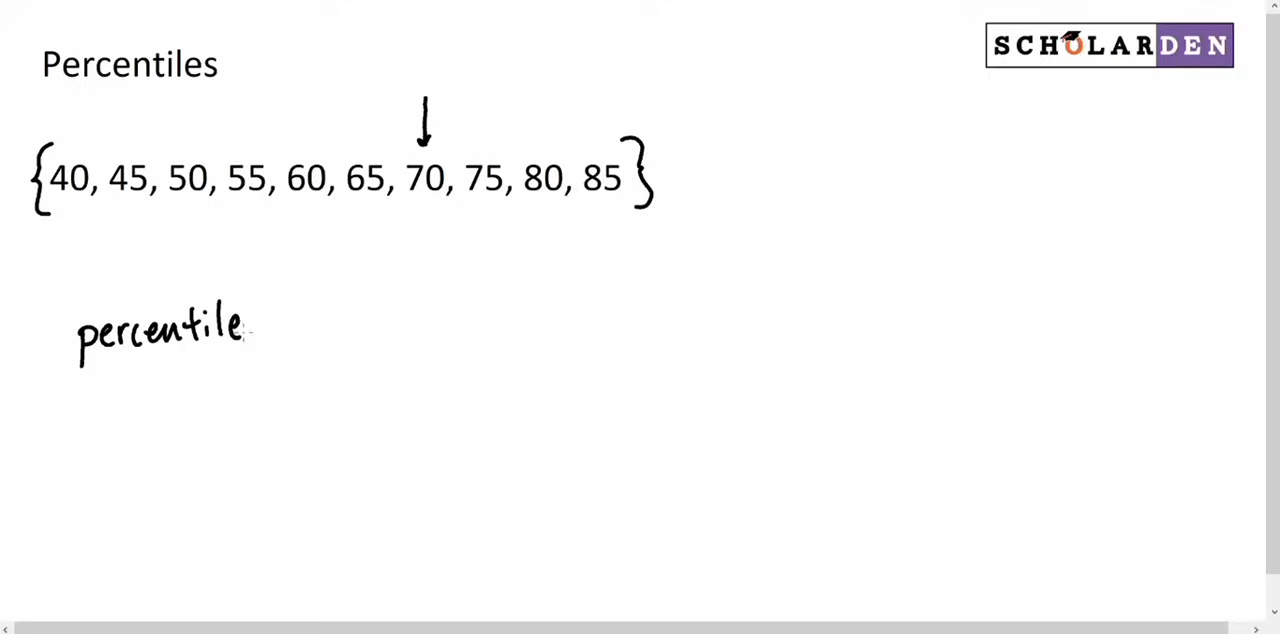 SCHOLARDEN
Percentiles
{40, 45, 50, 55, 60, 65, 70, 75, 80, 85}
percentile